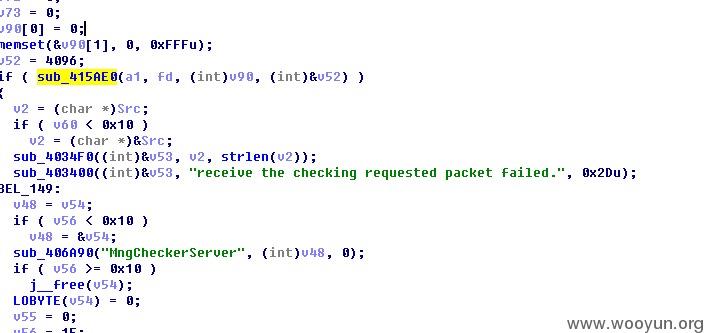 v73 = 0;
v90[0] = 0;
memset(&v90[1], 0, 0xFFFu);
v52 = 4096;
if ( sub_415AE0(a1, fd, (int)v90, (int)&v52) )
{
v2 = (char *)Src;
if ( v60 < 0x10 )
v2 = (char *)&Src;
sub_4034F0((int)&v53, v2, strlen(v2));
sub_403400((int)&v53, "receive the checking requested packet failed.", 0x2Du);
BEL_149:
v48 = v54;
if ( v56 < 0x10 )
v48 = &v54;
sub_406A90("MngCheckerServer", (int)v48, 0);
if ( v56 >= 0x10 )
j__free(v54);
LOBYTE(v54) = 0;
v55 = 0;
v56 = 15;
www.wooyun.org